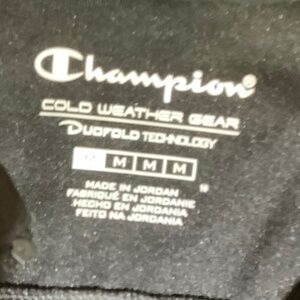 Champion®
COLD WEATHER GEAR
DUOFOLD TECHNOLOGY
M M M M
MADE IN JORDAN
FABRIQUÉ EN JORDANIE
HECHO EN JORDANIA
FEITO NA JORDANIA